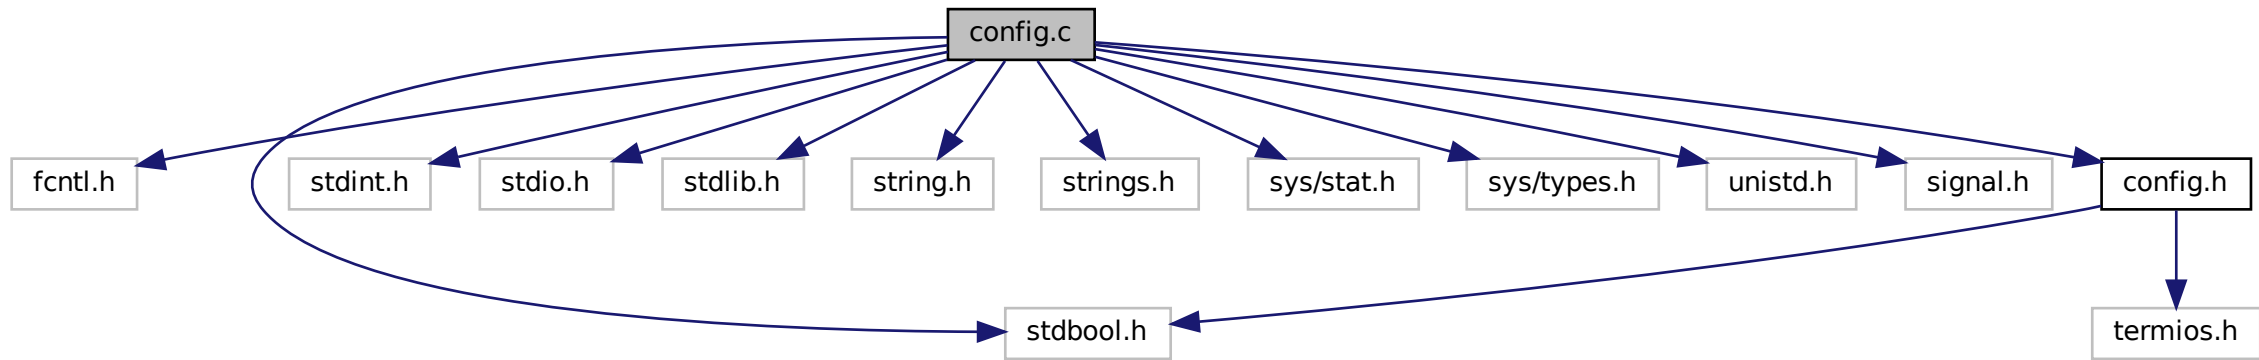 config.c
fcntl.h
stdint.h
stdio.h
stdlib.h
string.h
strings.h
sys/stat.h
sys/types.h
unistd.h
signal.h
config.h
stdbool.h
termios.h